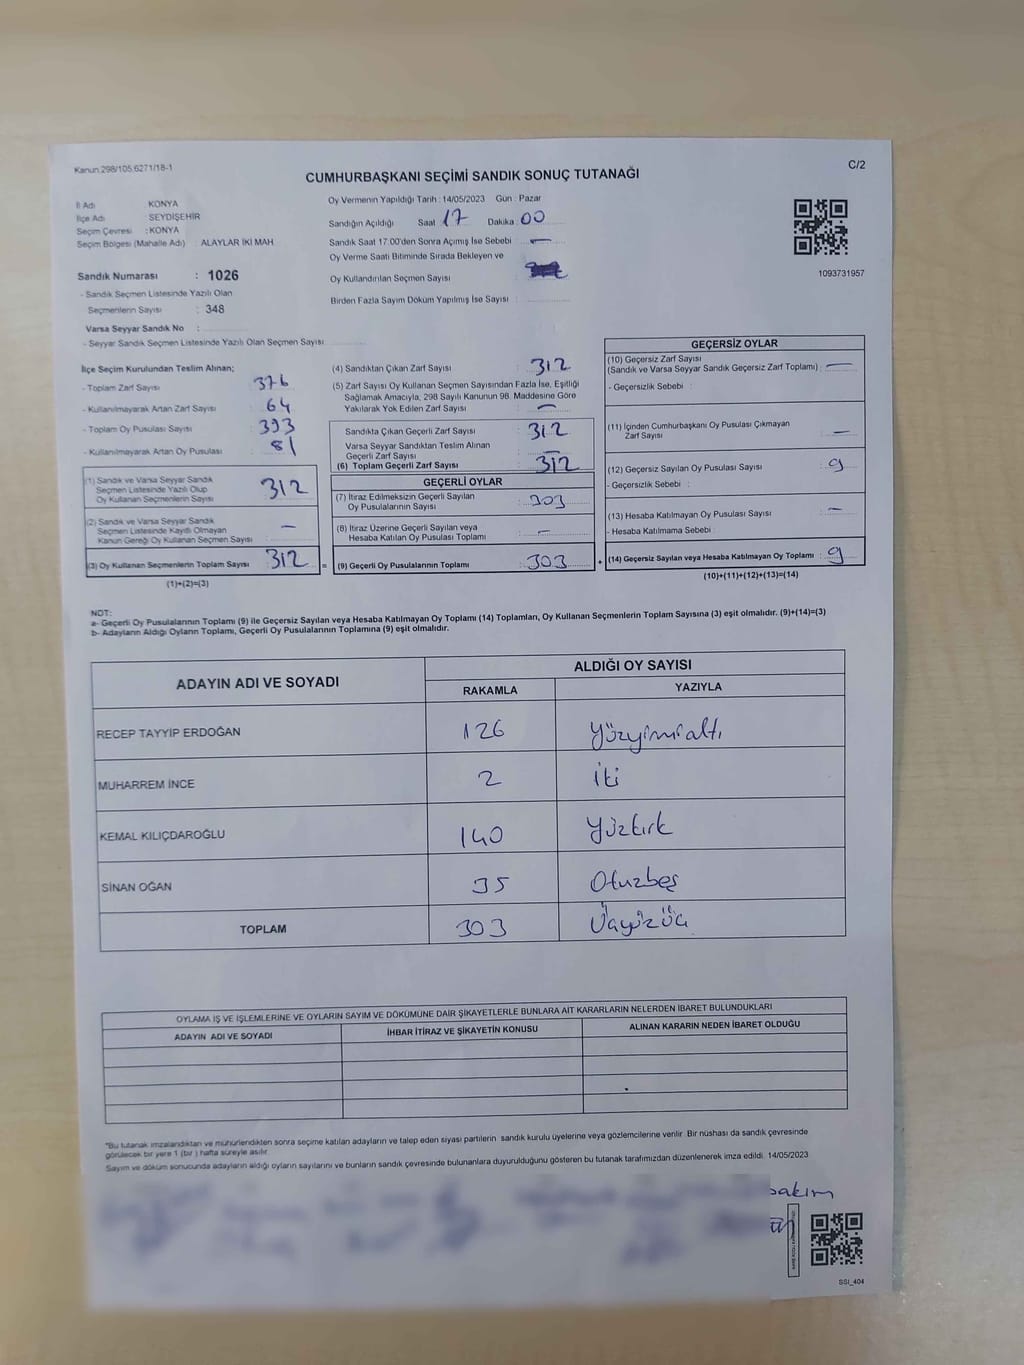 Kanun 298/105.6271/18-1
C/2
CUMHURBAŞKANI SEÇİMİ SANDIK SONUÇ TUTANAĞI
İl Adı KONYA
İlçe Adı SEYDİŞEHİR
Seçim Çevresi : KONYA
Seçim Bölgesi (Mahalle Adı) ALAYLAR İKİ MAH
Sandık Numarası : 1026
- Sandık Seçmen Listesinde Yazılı Olan
Seçmenlerin Sayısı : 348
Varsa Seyyar Sandık No :
- Seyyar Sandık Seçmen Listesinde Yazılı Olan Seçmen Sayısı
Oy Vermenin Yapıldığı Tarih : 14/05/2023 Gün : Pazar
Sandığın Açıldığı Saat 17 Dakika 00
Sandık Saat 17:00'den Sonra Açımış İse Sebebi : —
Oy Verme Saati Bitiminde Sırada Bekleyen ve
Oy Kullandırılan Seçmen Sayısı
Birden Fazla Sayım Döküm Yapılmış İse Sayısı :
1093731957
İlçe Seçim Kurulundan Teslim Alınan;
- Toplam Zarf Sayısı 376
- Kullanılmayarak Artan Zarf Sayısı 64
- Toplam Oy Pusulası Sayısı 393
- Kullanılmayarak Artan Oy Pusulası 81
(1) Sandık ve Varsa Seyyar Sandık
Seçmen Listesinde Yazılı Olup
Oy Kullanan Seçmenlerin Sayısı 312
(2) Sandık ve Varsa Seyyar Sandık
Seçmen Listesinde Kayıtlı Olmayan
Kanun Gereği Oy Kullanan Seçmen Sayısı —
(3) Oy Kullanan Seçmenlerin Toplam Sayısı 312
(1)+(2)=(3)
(4) Sandıktan Çıkan Zarf Sayısı : 312
(5) Zarf Sayısı Oy Kullanan Seçmen Sayısından Fazla İse, Eşitliği
Sağlamak Amacıyla, 298 Sayılı Kanunun 98. Maddesine Göre
Yakılarak Yok Edilen Zarf Sayısı : —
Sandıkta Çıkan Geçerli Zarf Sayısı : 312
Varsa Seyyar Sandıktan Teslim Alınan
Geçerli Zarf Sayısı : —
(6) Toplam Geçerli Zarf Sayısı : 312
GEÇERLİ OYLAR
(7) İtiraz Edilmeksizin Geçerli Sayılan
Oy Pusulalarının Sayısı : 303
(8) İtiraz Üzerine Geçerli Sayılan veya
Hesaba Katılan Oy Pusulası Toplamı : —
= (9) Geçerli Oy Pusulalarının Toplamı : 303
GEÇERSİZ OYLAR
(10) Geçersiz Zarf Sayısı
(Sandık ve Varsa Seyyar Sandık Geçersiz Zarf Toplamı) : —
- Geçersizlik Sebebi :
(11) İçinden Cumhurbaşkanı Oy Pusulası Çıkmayan
Zarf Sayısı : —
(12) Geçersiz Sayılan Oy Pusulası Sayısı : 9
- Geçersizlik Sebebi :
(13) Hesaba Katılmayan Oy Pusulası Sayısı : —
- Hesaba Katılmama Sebebi :
+ (14) Geçersiz Sayılan veya Hesaba Katılmayan Oy Toplamı : 9
(10)+(11)+(12)+(13)=(14)
NOT:
a- Geçerli Oy Pusulalarının Toplamı (9) ile Geçersiz Sayılan veya Hesaba Katılmayan Oy Toplamı (14) Toplamları, Oy Kullanan Seçmenlerin Toplam Sayısına (3) eşit olmalıdır. (9)+(14)=(3)
b- Adayların Aldığı Oyların Toplamı, Geçerli Oy Pusulalarının Toplamına (9) eşit olmalıdır.
ADAYIN ADI VE SOYADI
ALDIĞI OY SAYISI
RAKAMLA YAZIYLA
RECEP TAYYİP ERDOĞAN 126 Yüzyirmialtı
MUHARREM İNCE 2 İki
KEMAL KILIÇDAROĞLU 140 Yüzkırk
SİNAN OĞAN 35 Otuzbeş
TOPLAM 303 Üçyüzüç
OYLAMA İŞ VE İŞLEMLERİNE VE OYLARIN SAYIM VE DÖKÜMÜNE DAİR ŞİKAYETLERLE BUNLARA AİT KARARLARIN NELERDEN İBARET BULUNDUKLARI
ADAYIN ADI VE SOYADI İHBAR İTİRAZ VE ŞİKAYETİN KONUSU ALINAN KARARIN NEDEN İBARET OLDUĞU
*Bu tutanak imzalandıktan ve mühürlendikten sonra seçime katılan adayların ve talep eden siyasi partilerin sandık kurulu üyelerine veya gözlemcilerine verilir. Bir nüshası da sandık çevresinde
görülecek bir yere 1 (bir ) hafta süreyle asılır.
Sayım ve döküm sonucunda adayların aldığı oyların sayılarını ve bunların sandık çevresinde bulunanlara duyurulduğunu gösteren bu tutanak tarafımızdan düzenlenerek imza edildi. 14/05/2023
SSI_404